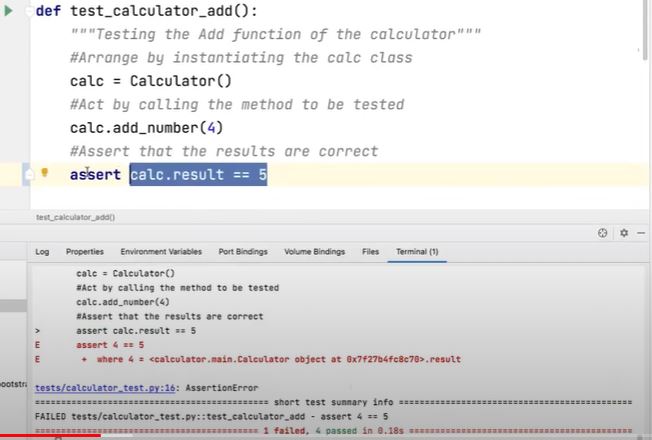 def test_calculator_add():
"""Testing the Add function of the calculator"""
#Arrange by instantiating the calc class
calc = Calculator()
#Act by calling the method to be tested
calc.add_number(4)
#Assert that the results are correct
assert calc.result == 5
test_calculator_add()
Log Properties Environment Variables Port Bindings Volume Bindings Files Terminal (1)
calc = Calculator()
#Act by calling the method to be tested
calc.add_number(4)
#Assert that the results are correct
> assert calc.result == 5
E assert 4 == 5
E + where 4 = <calculator.main.Calculator object at 0x7f27b4fc8c70>.result
tests/calculator_test.py:16: AssertionError
=== short test summary info ===
FAILED tests/calculator_test.py::test_calculator_add - assert 4 == 5
=== 1 failed, 4 passed in 0.18s ===